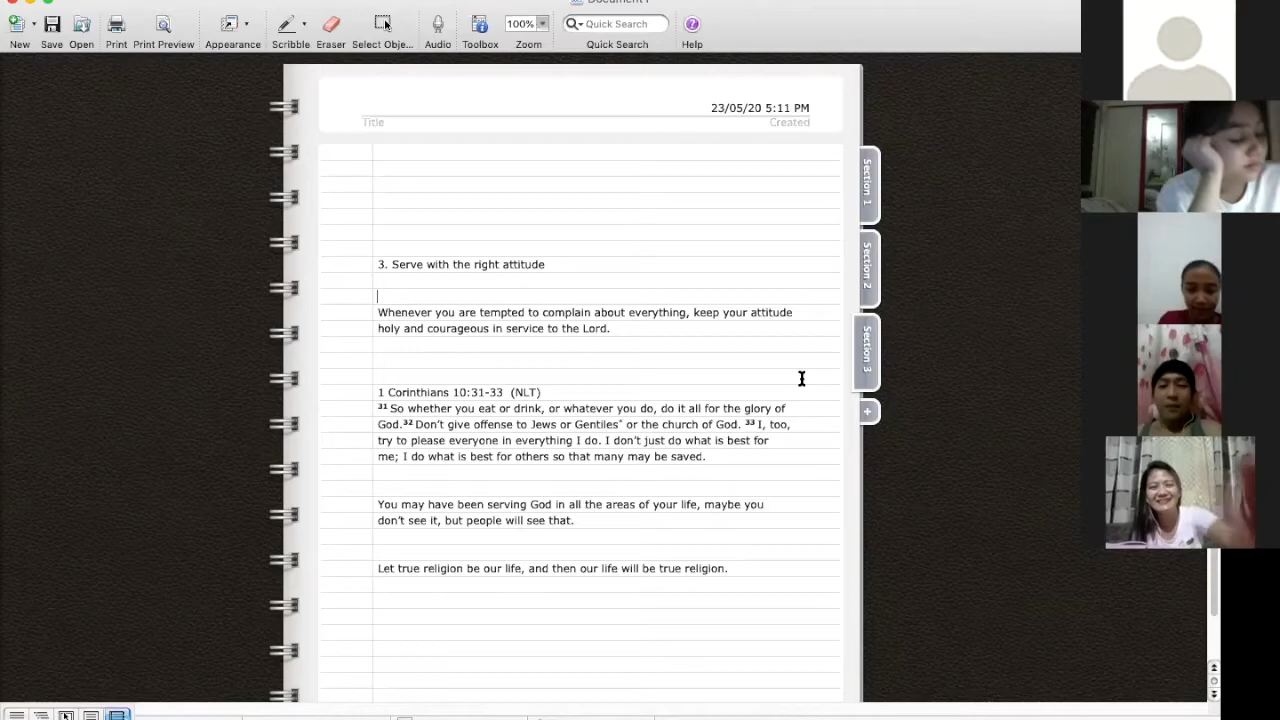 Document1
New Save Open Print Print Preview Appearance Scribble Eraser Select Obje... Audio Toolbox 100% Zoom Quick Search Quick Search Help
23/05/20 5:11 PM
Title Created
Section 1
Section 2
Section 3
+
3. Serve with the right attitude
Whenever you are tempted to complain about everything, keep your attitude
holy and courageous in service to the Lord.
1 Corinthians 10:31-33 (NLT)
31 So whether you eat or drink, or whatever you do, do it all for the glory of
God.32 Don't give offense to Jews or Gentiles* or the church of God. 33 I, too,
try to please everyone in everything I do. I don't just do what is best for
me; I do what is best for others so that many may be saved.
You may have been serving God in all the areas of your life, maybe you
don't see it, but people will see that.
Let true religion be our life, and then our life will be true religion.